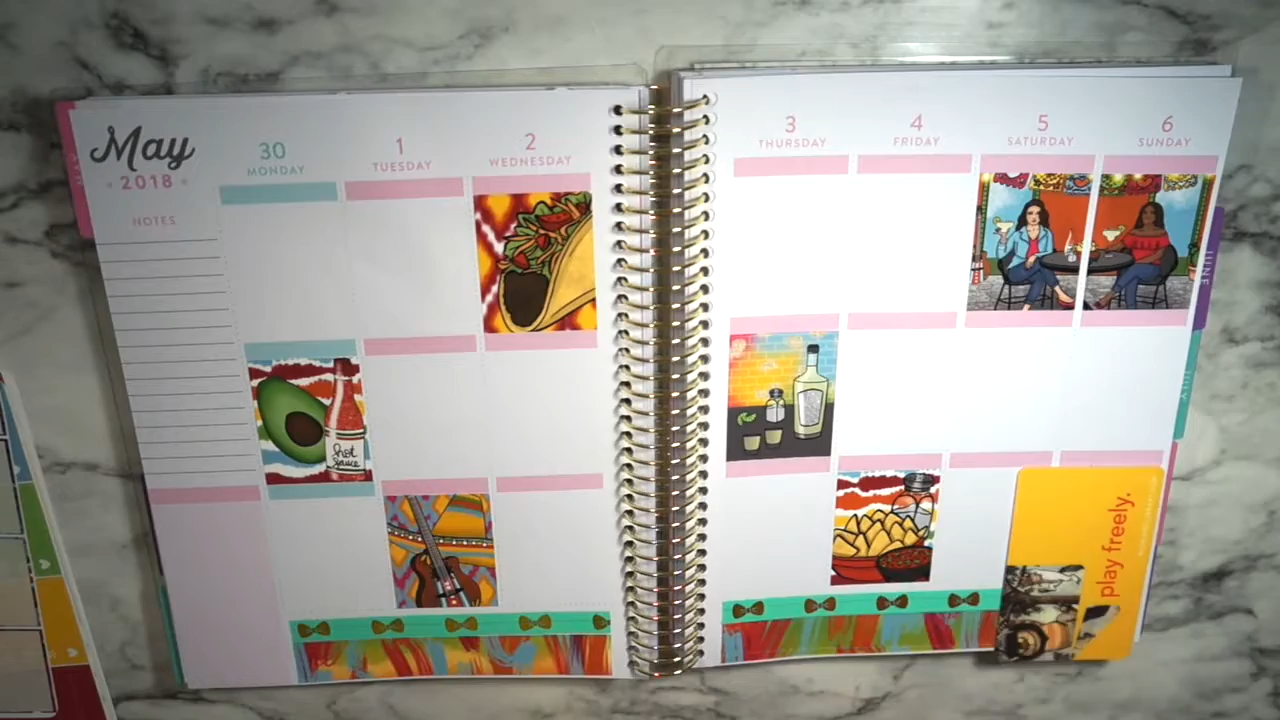 May
2018
NOTES
30
MONDAY
1
TUESDAY
2
WEDNESDAY
3
THURSDAY
4
FRIDAY
5
SATURDAY
6
SUNDAY
hot
sauce
JUNE
JULY
play freely.